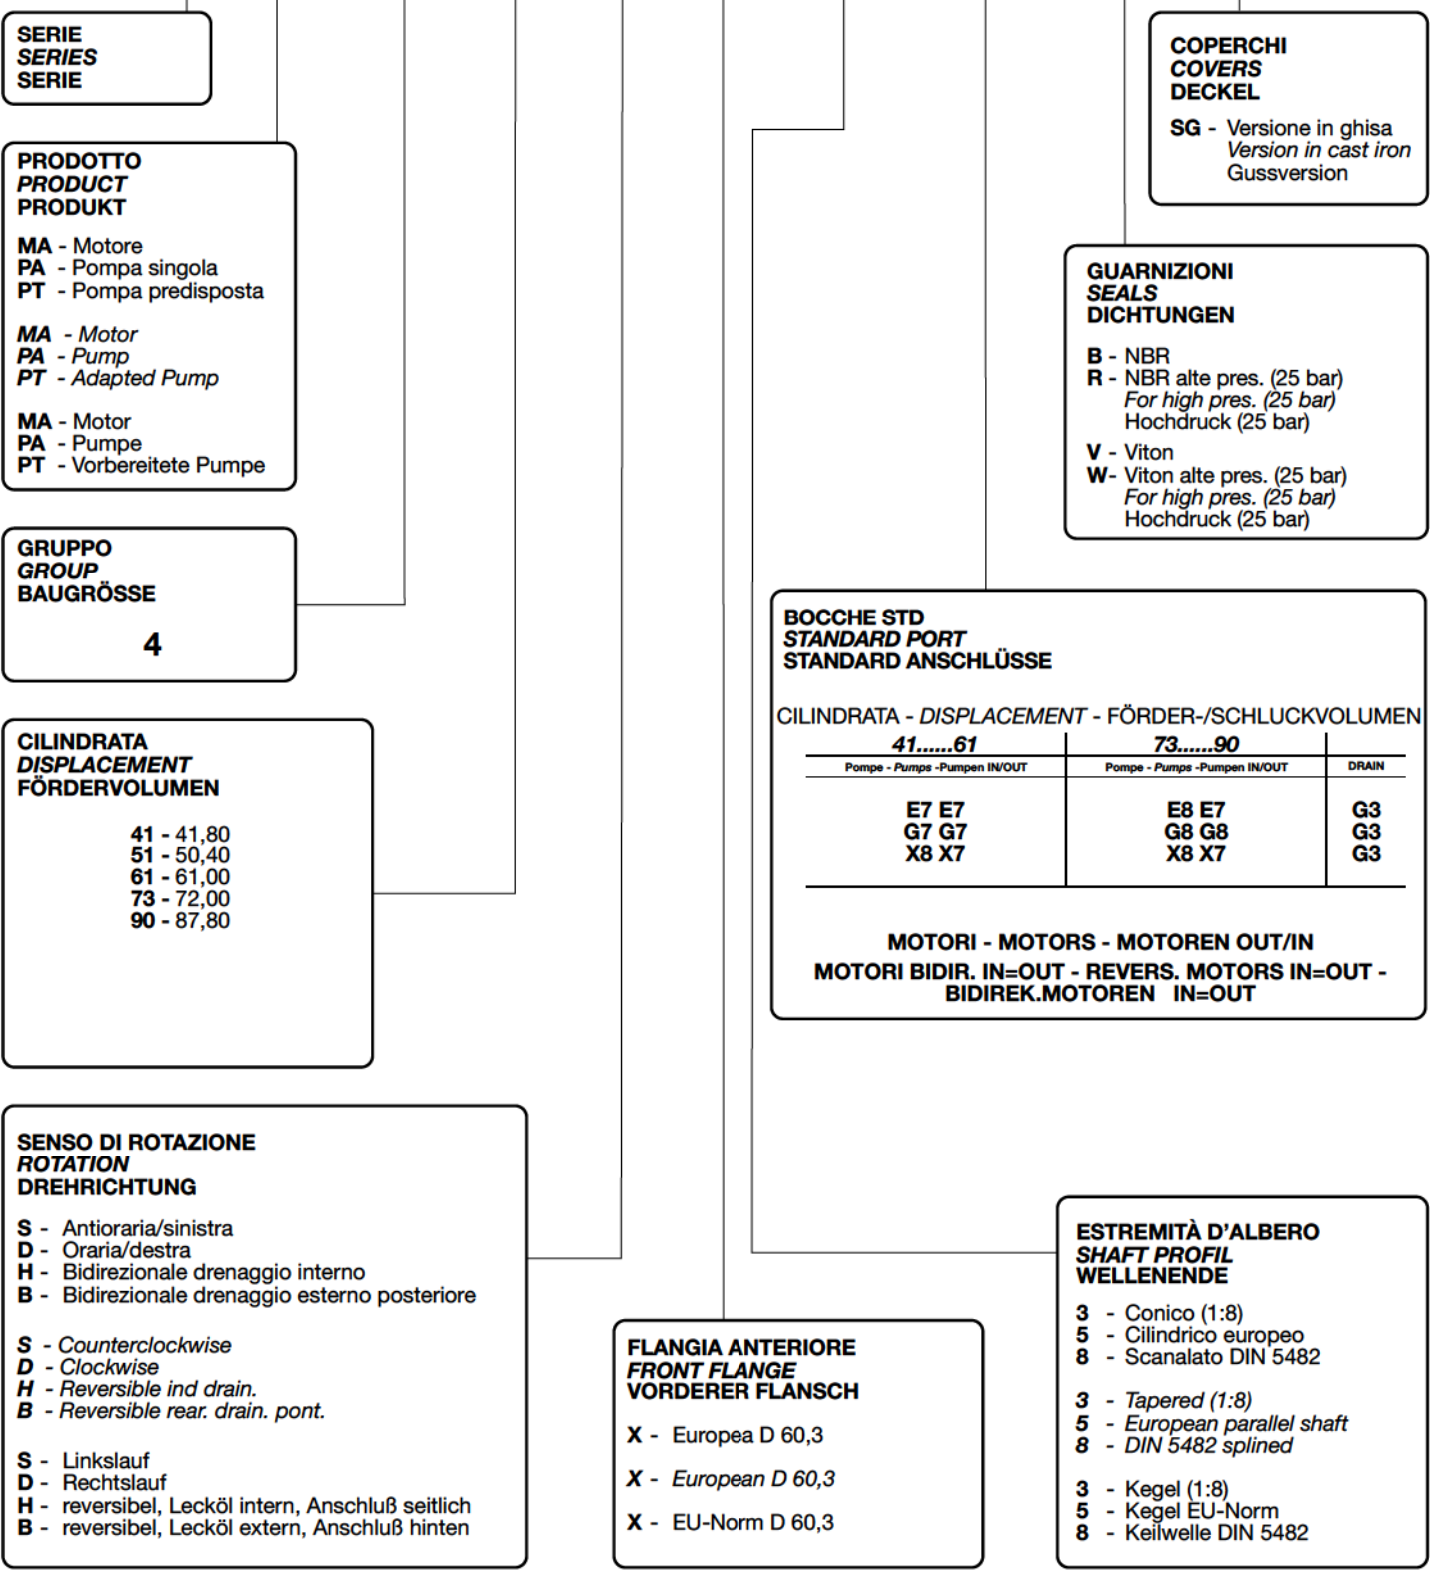 SERIE
SERIES
SERIE
PRODOTTO
PRODUCT
PRODUKT
MA - Motore
PA - Pompa singola
PT - Pompa predisposta
MA - Motor
PA - Pump
PT - Adapted Pump
MA - Motor
PA - Pumpe
PT - Vorbereitete Pumpe
GRUPPO
GROUP
BAUGRÖSSE
4
CILINDRATA
DISPLACEMENT
FÖRDERVOLUMEN
41 - 41,80
51 - 50,40
61 - 61,00
73 - 72,00
90 - 87,80
SENSO DI ROTAZIONE
ROTATION
DREHRICHTUNG
S - Antioraria/sinistra
D - Oraria/destra
H - Bidirezionale drenaggio interno
B - Bidirezionale drenaggio esterno posteriore
S - Counterclockwise
D - Clockwise
H - Reversible ind drain.
B - Reversible rear. drain. pont.
S - Linkslauf
D - Rechtslauf
H - reversibel, Lecköl intern, Anschluß seitlich
B - reversibel, Lecköl extern, Anschluß hinten
FLANGIA ANTERIORE
FRONT FLANGE
VORDERER FLANSCH
X - Europea D 60,3
X - European D 60,3
X - EU-Norm D 60,3
COPERCHI
COVERS
DECKEL
SG - Versione in ghisa
Version in cast iron
Gussversion
GUARNIZIONI
SEALS
DICHTUNGEN
B - NBR
R - NBR alte pres. (25 bar)
For high pres. (25 bar)
Hochdruck (25 bar)
V - Viton
W- Viton alte pres. (25 bar)
For high pres. (25 bar)
Hochdruck (25 bar)
BOCCHE STD
STANDARD PORT
STANDARD ANSCHLÜSSE
CILINDRATA - DISPLACEMENT - FÖRDER-/SCHLUCKVOLUMEN
41......61 73......90
Pompe - Pumps -Pumpen IN/OUT Pompe - Pumps -Pumpen IN/OUT DRAIN
E7 E7 E8 E7 G3
G7 G7 G8 G8 G3
X8 X7 X8 X7 G3
MOTORI - MOTORS - MOTOREN OUT/IN
MOTORI BIDIR. IN=OUT - REVERS. MOTORS IN=OUT -
BIDIREK.MOTOREN IN=OUT
ESTREMITÀ D'ALBERO
SHAFT PROFIL
WELLENENDE
3 - Conico (1:8)
5 - Cilindrico europeo
8 - Scanalato DIN 5482
3 - Tapered (1:8)
5 - European parallel shaft
8 - DIN 5482 splined
3 - Kegel (1:8)
5 - Kegel EU-Norm
8 - Keilwelle DIN 5482